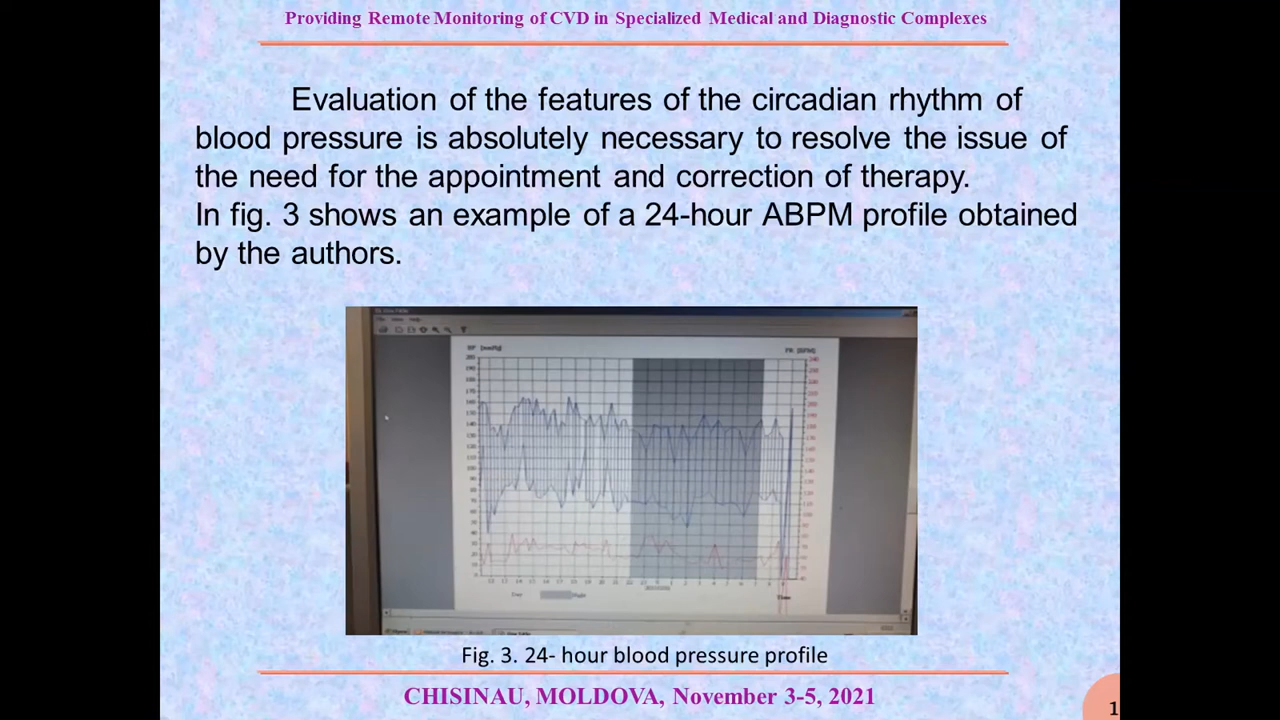 Providing Remote Monitoring of CVD in Specialized Medical and Diagnostic Complexes
Evaluation of the features of the circadian rhythm of
blood pressure is absolutely necessary to resolve the issue of
the need for the appointment and correction of therapy.
In fig. 3 shows an example of a 24-hour ABPM profile obtained
by the authors.
Time
Fig. 3. 24- hour blood pressure profile
CHISINAU, MOLDOVA, November 3-5, 2021
1